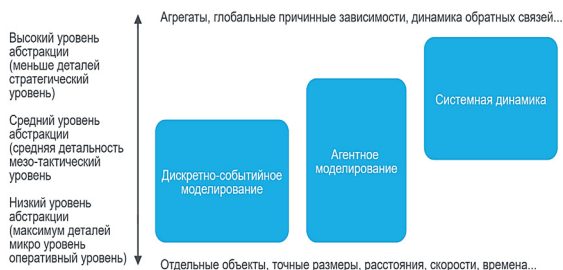 Агрегаты, глобальные причинные зависимости, динамика обратных связей...
Высокий уровень
абстракции
(меньше деталей
стратегический
уровень)
Средний уровень
абстракции
(средняя детальность
мезо-тактический
уровень
Низкий уровень
абстракции
(максимум деталей
микро уровень
оперативный уровень)
Дискретно-событийное
моделирование
Агентное
моделирование
Системная динамика
Отдельные объекты, точные размеры, расстояния, скорости, времена...